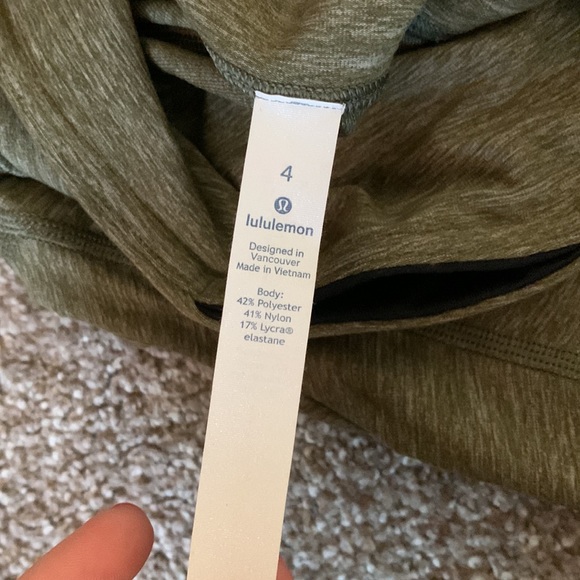 4
lululemon
Designed in
Vancouver
Made in Vietnam
Body:
42% Polyester
41% Nylon
17% Lycra®
elastane